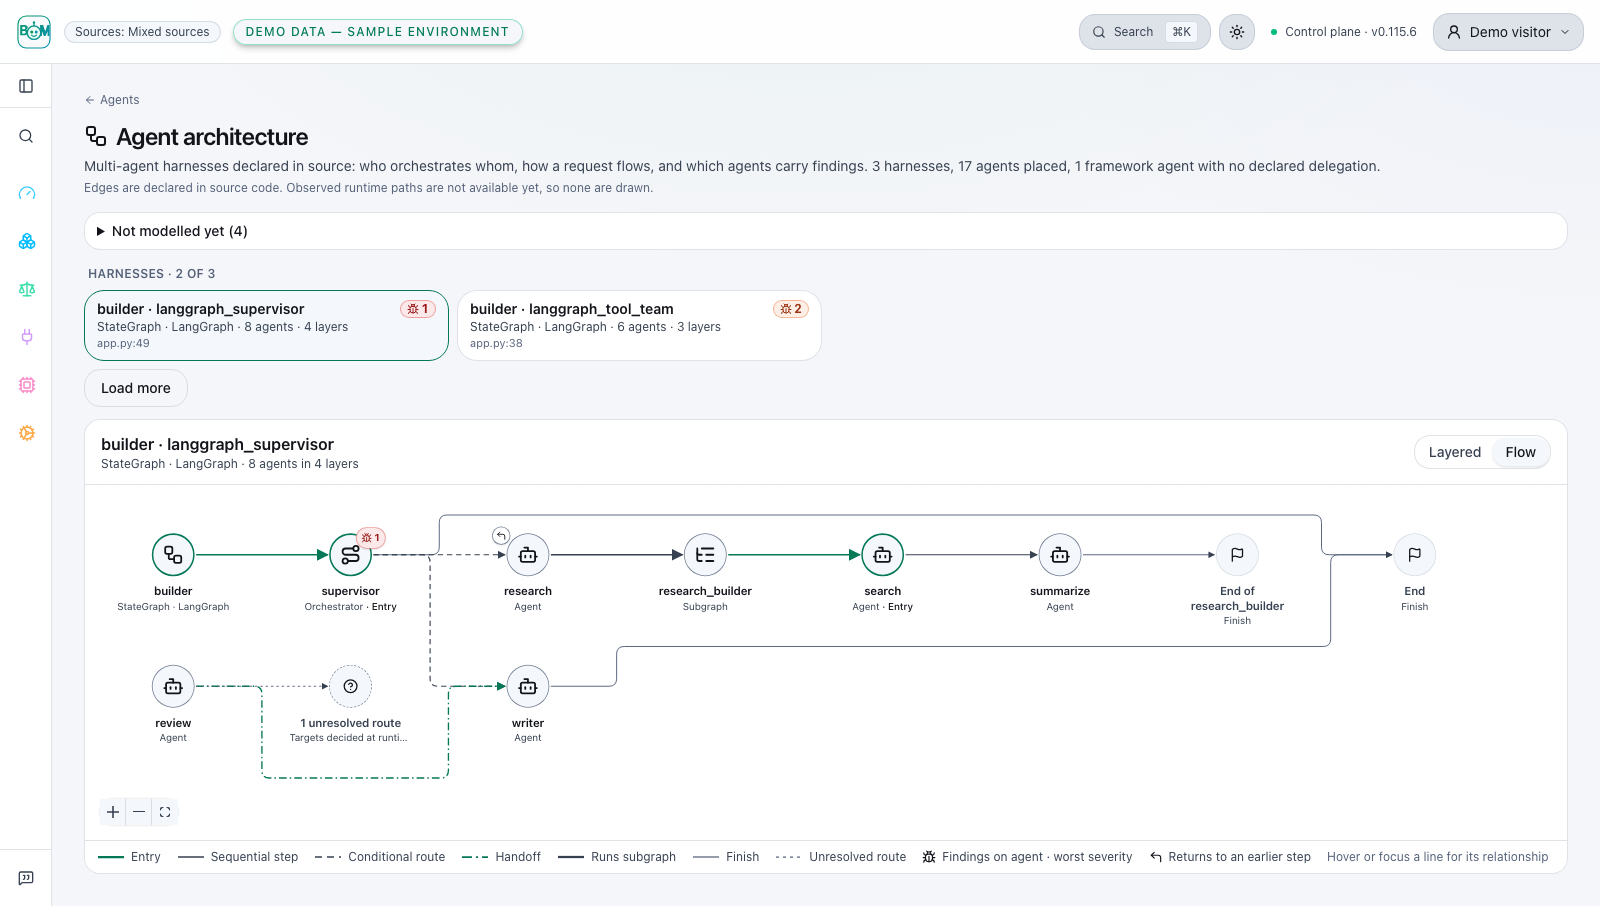 BOM
Sources: Mixed sources
DEMO DATA — SAMPLE ENVIRONMENT
Search
⌘K
Control plane · v0.115.6
Demo visitor
← Agents
Agent architecture
Multi-agent harnesses declared in source: who orchestrates whom, how a request flows, and which agents carry findings. 3 harnesses, 17 agents placed, 1 framework agent with no declared delegation.
Edges are declared in source code. Observed runtime paths are not available yet, so none are drawn.
Not modelled yet (4)
HARNESSES · 2 OF 3
builder · langgraph_supervisor
1
StateGraph · LangGraph · 8 agents · 4 layers
app.py:49
builder · langgraph_tool_team
2
StateGraph · LangGraph · 6 agents · 3 layers
app.py:38
Load more
builder · langgraph_supervisor
StateGraph · LangGraph · 8 agents in 4 layers
Layered
Flow
1
builder
StateGraph · LangGraph
supervisor
Orchestrator · Entry
research
Agent
research_builder
Subgraph
search
Agent · Entry
summarize
Agent
End of
research_builder
Finish
End
Finish
review
Agent
1 unresolved route
Targets decided at runti...
writer
Agent
Entry
Sequential step
Conditional route
Handoff
Runs subgraph
Finish
Unresolved route
Findings on agent · worst severity
Returns to an earlier step
Hover or focus a line for its relationship